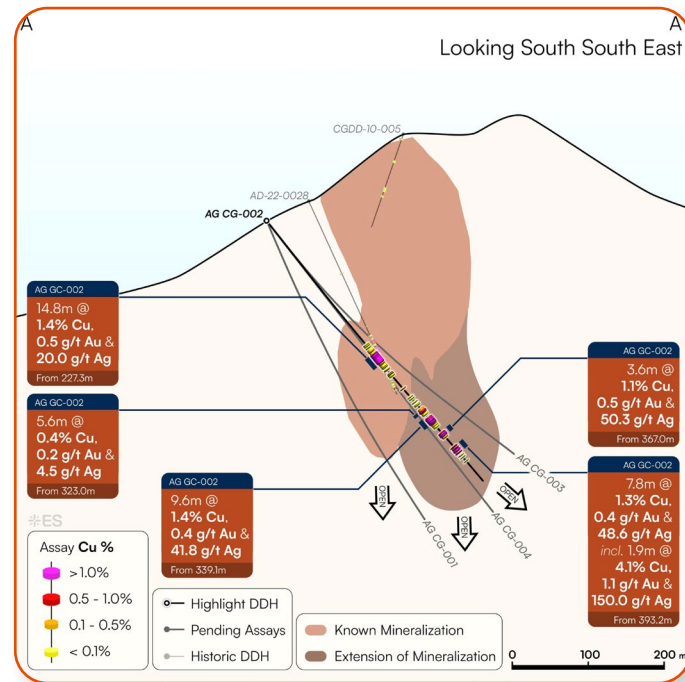 A
A
Looking South South East
CGDD-10-005
AD-22-0028
AG CG-002
AG GC-002
14.8m @
1.4% Cu,
0.5 g/t Au &
20.0 g/t Ag
From 227.3m
AG GC-002
5.6m @
0.4% Cu,
0.2 g/t Au &
4.5 g/t Ag
From 323.0m
AG GC-002
9.6m @
1.4% Cu,
0.4 g/t Au &
41.8 g/t Ag
From 339.1m
AG GC-002
3.6m @
1.1% Cu,
0.5 g/t Au &
50.3 g/t Ag
From 367.0m
AG GC-002
7.8m @
1.3% Cu,
0.4 g/t Au &
48.6 g/t Ag
incl. 1.9m @
4.1% Cu,
1.1 g/t Au &
150.0 g/t Ag
From 393.2m
AG CG-003
AG CG-004
AG CG-001
OPEN
OPEN
OPEN
ES
Assay Cu %
>1.0%
0.5 - 1.0%
0.1 - 0.5%
< 0.1%
Highlight DDH
Pending Assays
Historic DDH
Known Mineralization
Extension of Mineralization
0 100 200 m